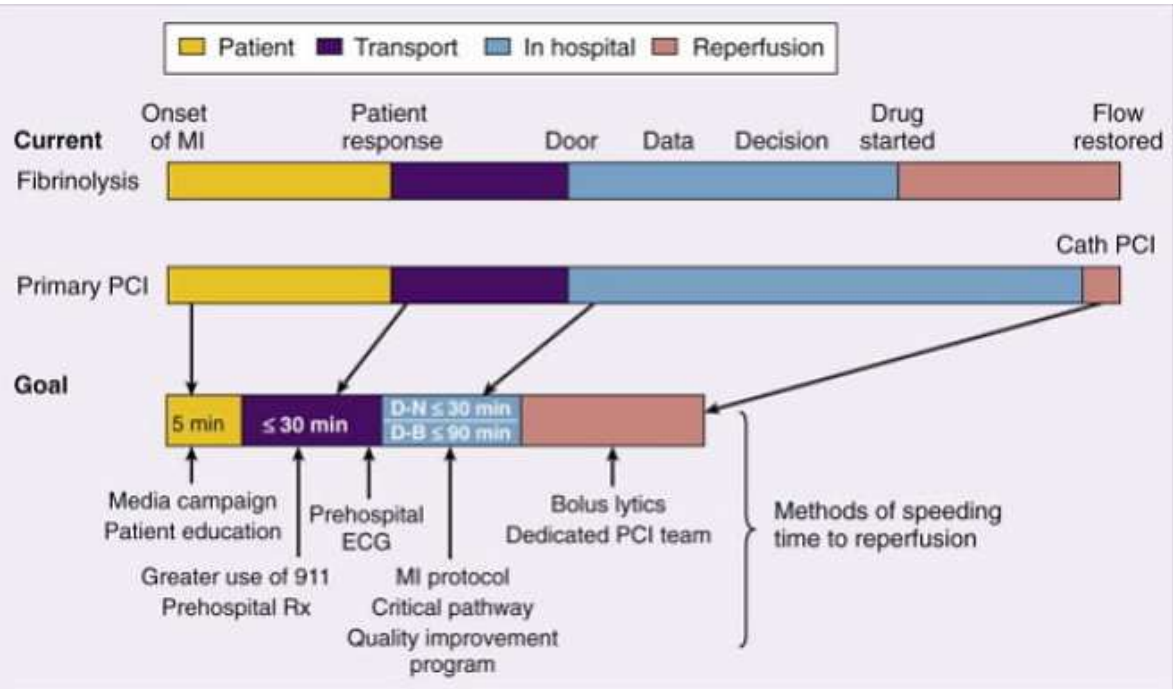 Patient Transport In hospital Reperfusion
Onset of MI
Patient response
Drug started
Flow restored
Current
Door
Data
Decision
Fibrinolysis
Cath PCI
Primary PCI
Goal
5 min
≤ 30 min
D-N ≤ 30 min
D-B ≤ 90 min
Media campaign
Patient education
Prehospital
ECG
Bolus lytics
Dedicated PCI team
Methods of speeding
time to reperfusion
Greater use of 911
Prehospital Rx
MI protocol
Critical pathway
Quality improvement
program